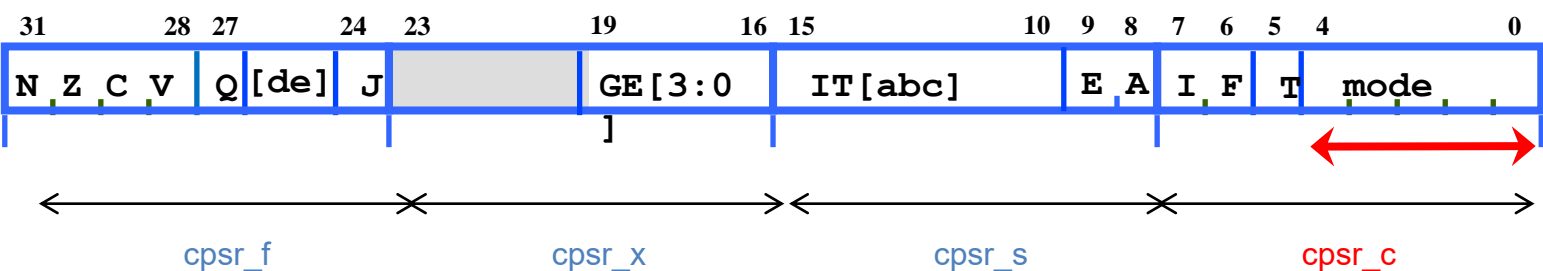 31 28 27 24 23 19 16 15 10 9 8 7 6 5 4 0
N Z C V Q [de] J GE[3:0 IT[abc] E A I F T mode
]
cpsr_f cpsr_x cpsr_s cpsr_c